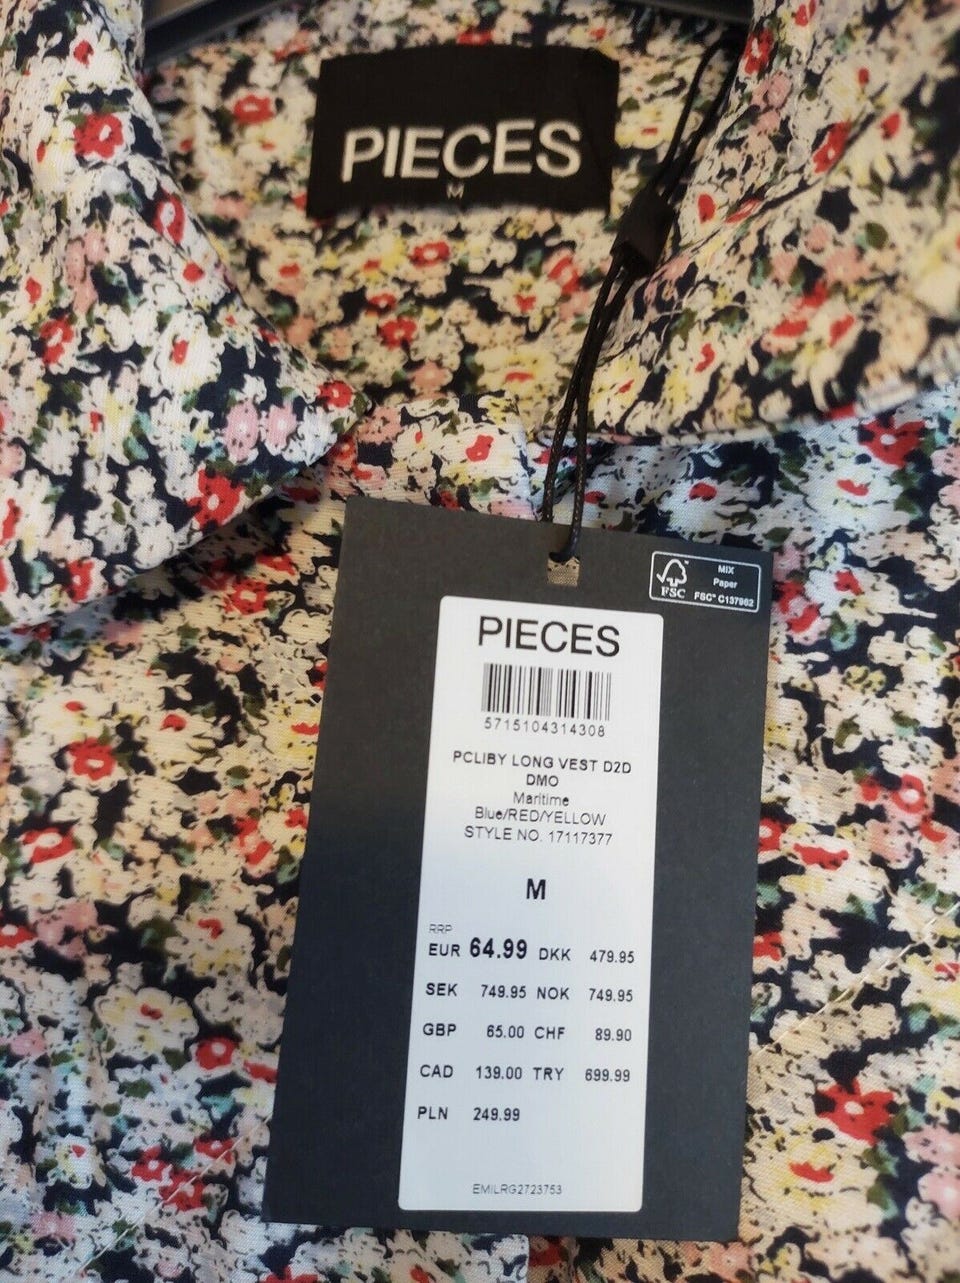 PIECES
M
MIX
Paper
FSC™ C137982
FSC
PIECES
5715104314308
PCLIBY LONG VEST D2D
DMO
Maritime
Blue/RED/YELLOW
STYLE NO. 17117377
M
RRP
EUR 64.99 DKK 479.95
SEK 749.95 NOK 749.95
GBP 65.00 CHF 89.90
CAD 139.00 TRY 699.99
PLN 249.99
EMILRG2723753